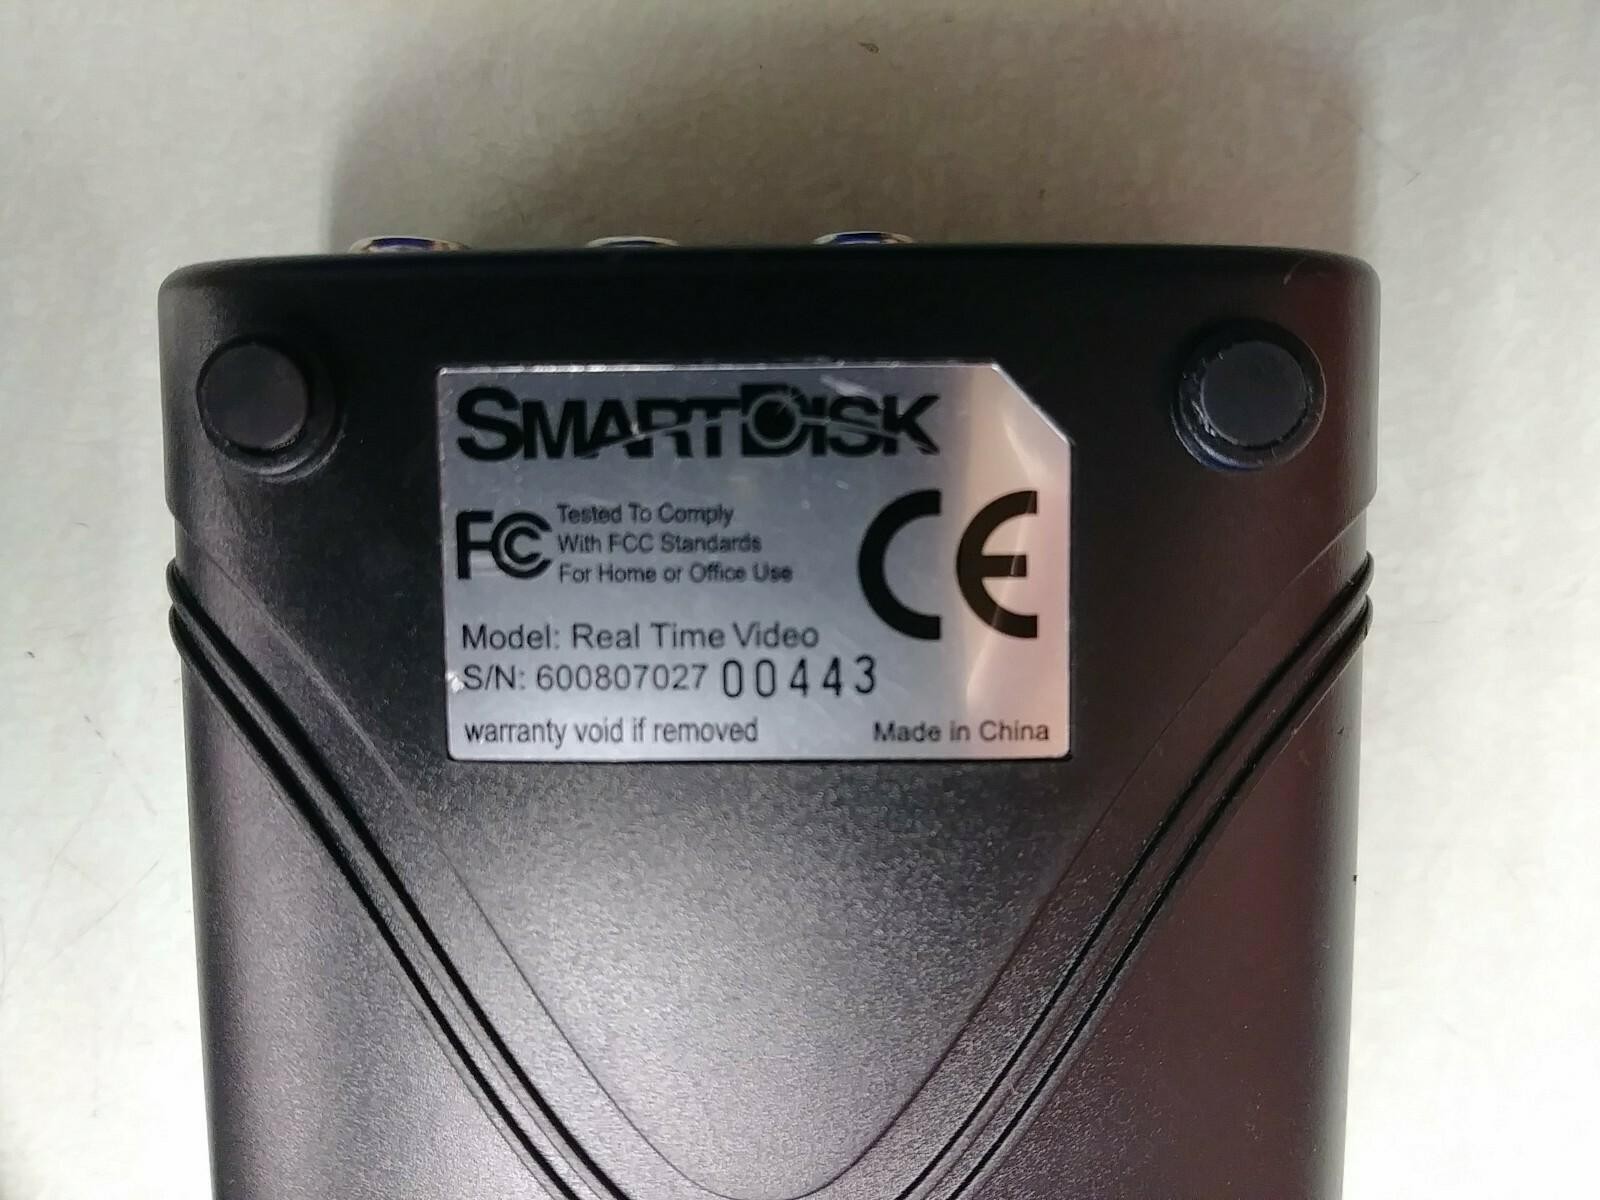 SMARTDISK
FC Tested To Comply
With FCC Standards
For Home or Office Use
CE
Model: Real Time Video
S/N: 600807027 00443
warranty void if removed Made in China